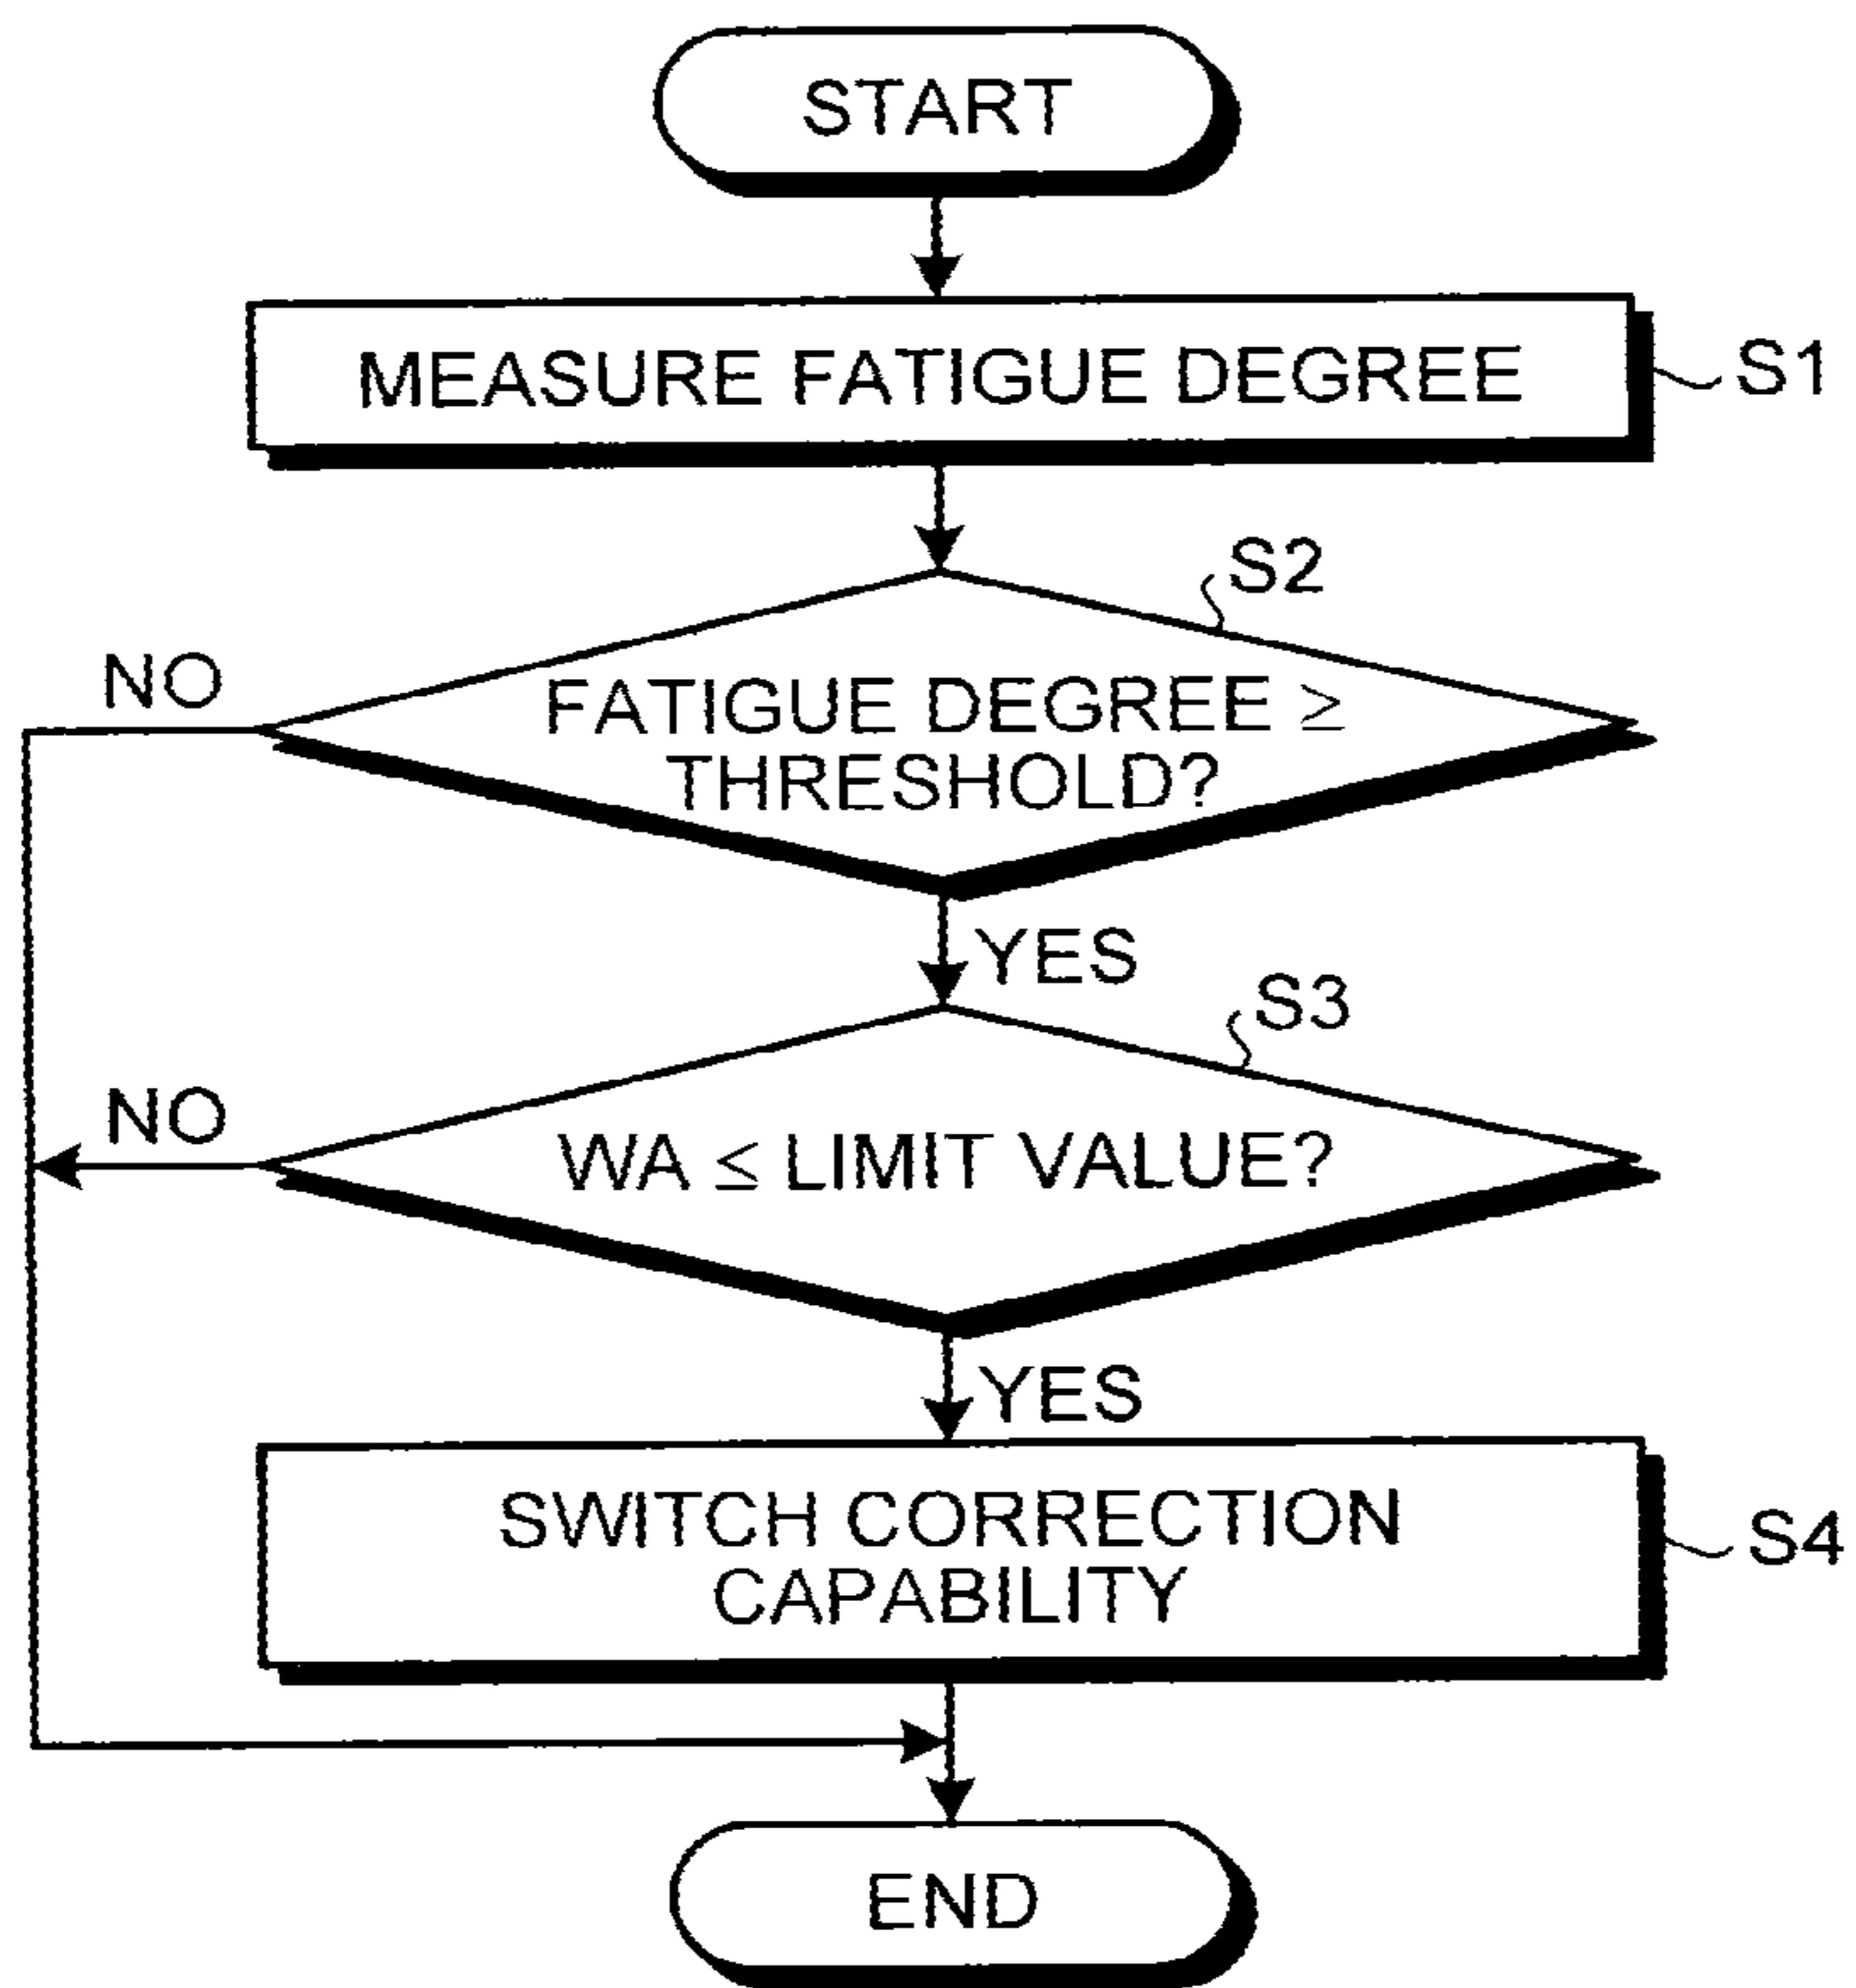 START
MEASURE FATIGUE DEGREE
S1
S2
NO
FATIGUE DEGREE ≥
THRESHOLD?
YES
S3
NO
WA ≤ LIMIT VALUE?
YES
SWITCH CORRECTION
CAPABILITY
S4
END